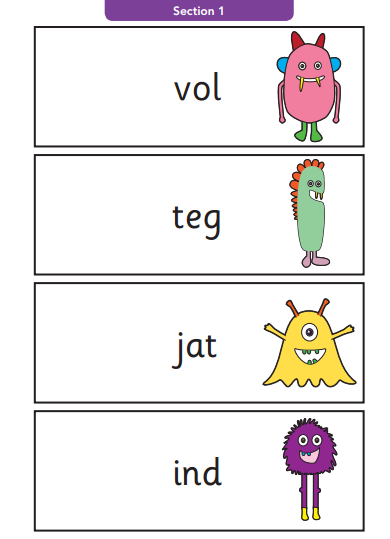 Section 1
vol
teg
jat
ind